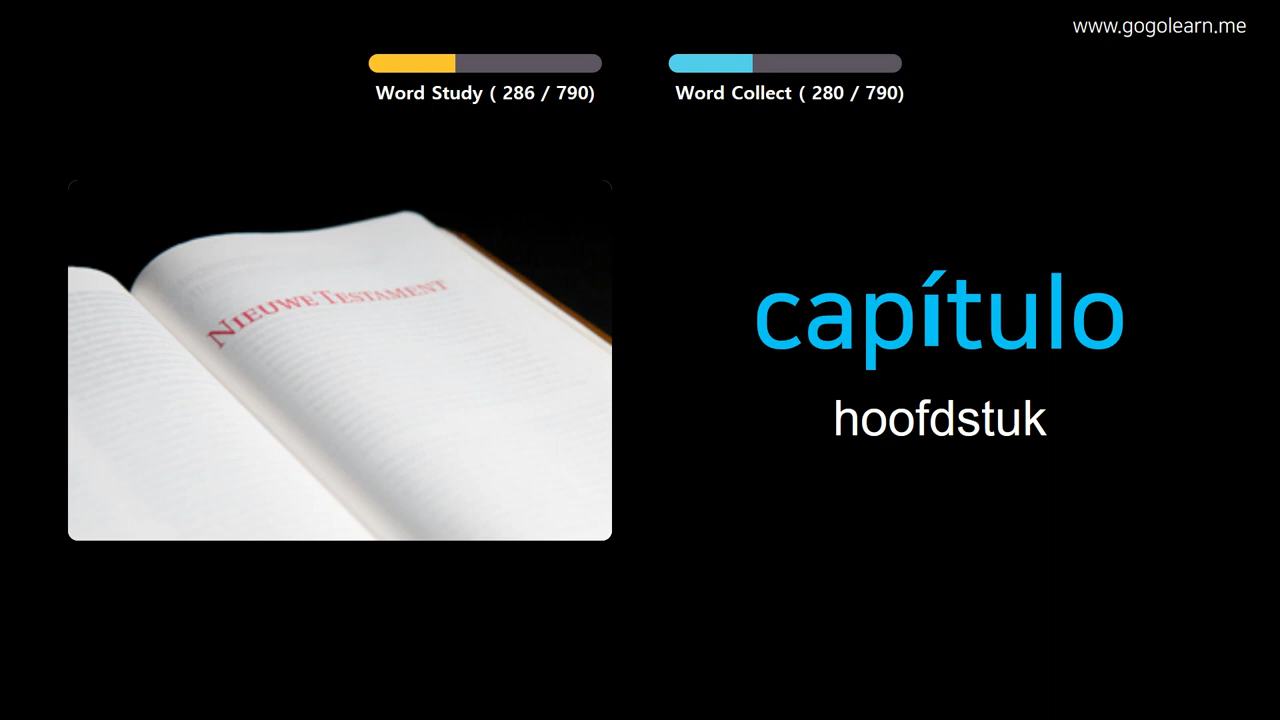 www.gogolearn.me
Word Study ( 286 / 790)
Word Collect ( 280 / 790)
NIEUWE TESTAMENT
capítulo
hoofdstuk